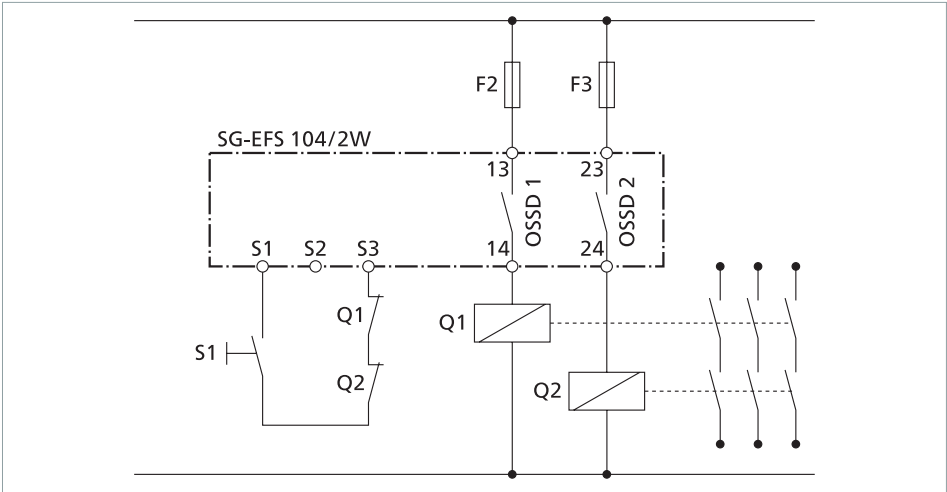 F2
F3
SG-EFS 104/2W
13
23
OSSD 1
OSSD 2
S1
S2
S3
14
24
Q1
Q1
S1
Q2
Q2